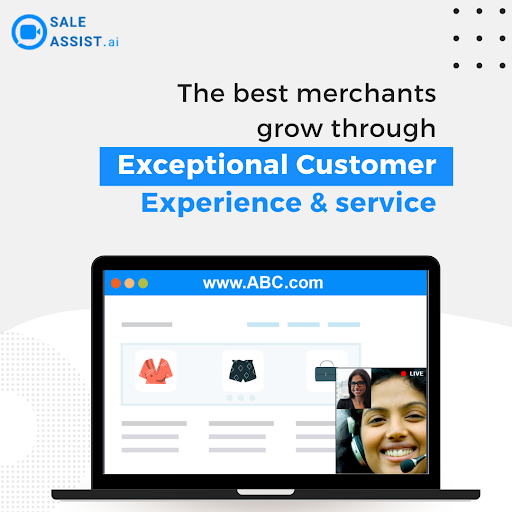 SALE
ASSIST.ai
The best merchants
grow through
Exceptional Customer
Experience & service
www.ABC.com
LIVE